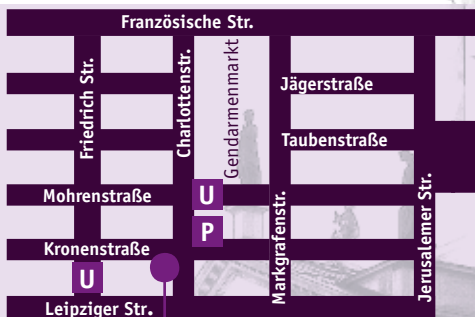 Französische Str.
Friedrich Str.
Charlottenstr.
Gendarmenmarkt
Jägerstraße
Taubenstraße
Mohrenstraße
U
P
Markgrafenstr.
Jerusalemer Str.
Kronenstraße
U
Leipziger Str.